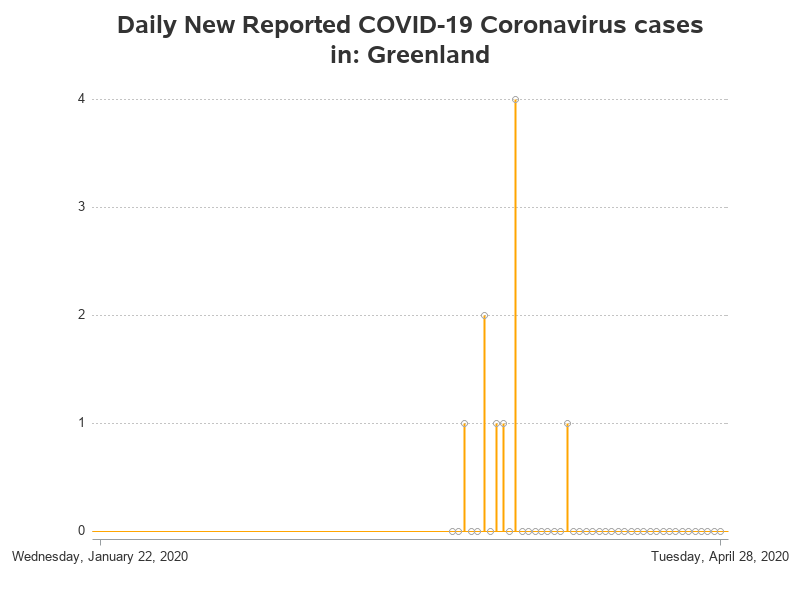 Daily New Reported COVID-19 Coronavirus cases
in: Greenland
4
3
2
1
0
Wednesday, January 22, 2020 Tuesday, April 28, 2020